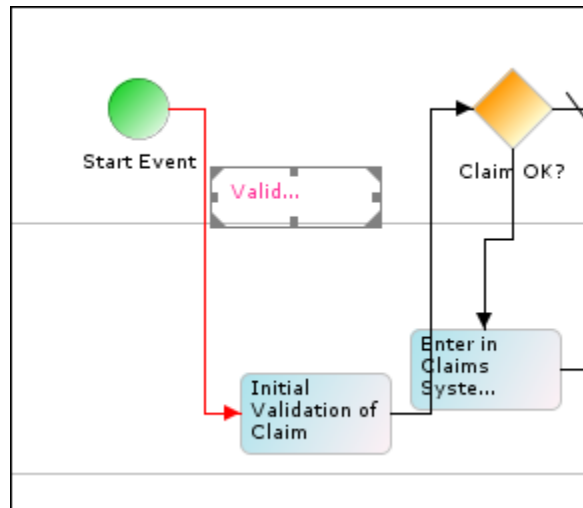 Start Event
Valid...
Claim OK?
Initial
Validation of
Claim
Enter in
Claims
Syste...